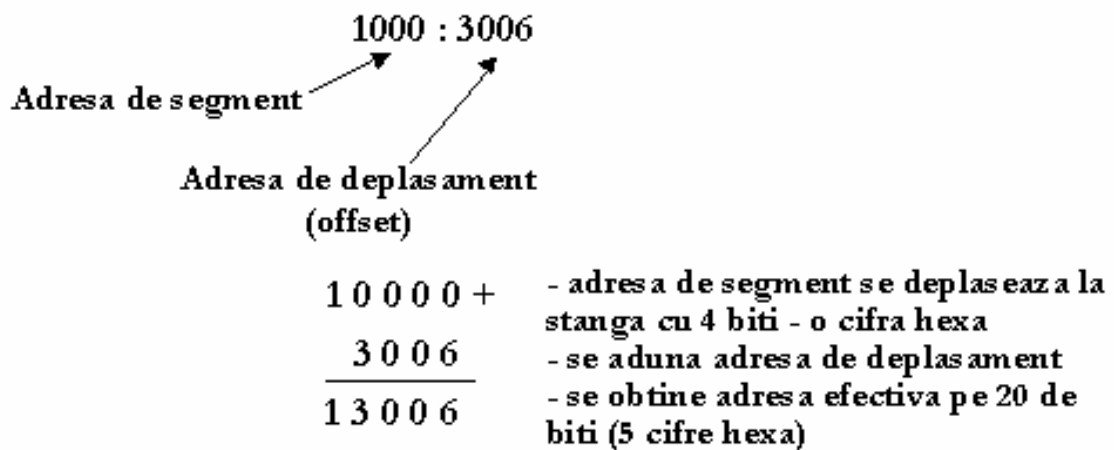 1000 : 3006
Adresa de segment
Adresa de deplasament
(offset)
1 0 0 0 0 +
3 0 0 6
1 3 0 0 6
- adresa de segment se deplaseaza la
stanga cu 4 biti - o cifra hexa
- se aduna adresa de deplasament
- se obtine adresa efectiva pe 20 de
biti (5 cifre hexa)